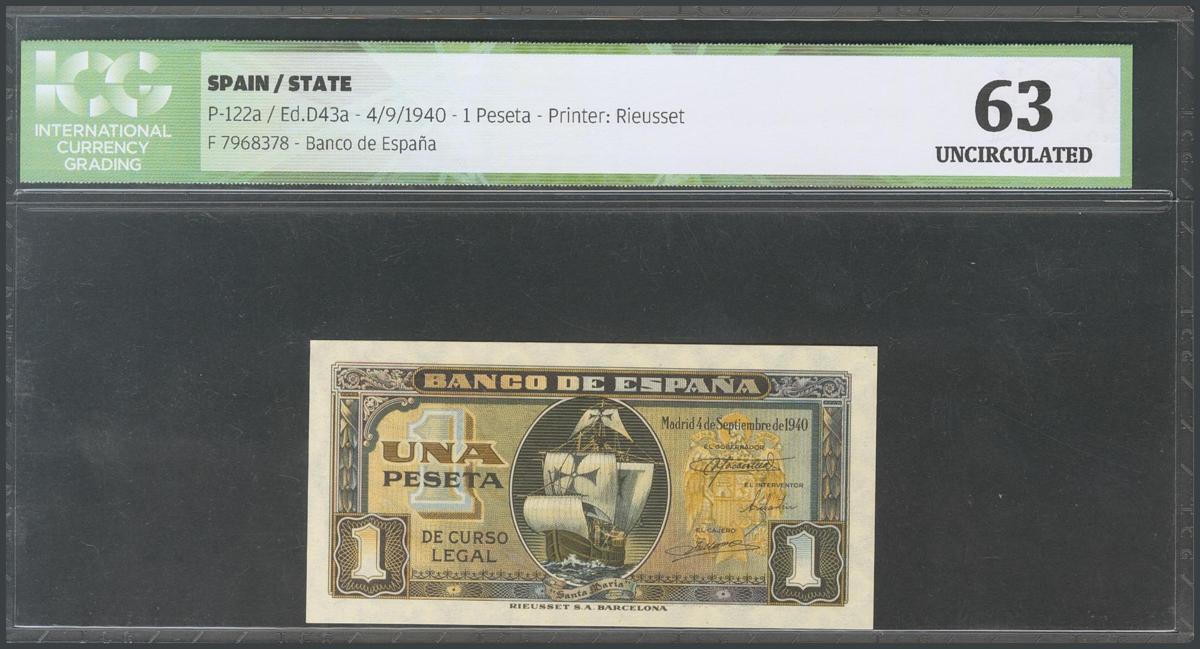 ICG
INTERNATIONAL
CURRENCY
GRADING
SPAIN / STATE
P-122a / Ed.D43a - 4/9/1940 - 1 Peseta - Printer: Rieusset
F 7968378 - Banco de España
63
UNCIRCULATED
BANCO DE ESPAÑA
1
UNA
PESETA
DE CURSO
LEGAL
Madrid 4 de Septiembre de 1940
EL GOBERNADOR
EL INTERVENTOR
EL CAJERO
1
1
"Santa Maria"
RIEUSSET S.A. BARCELONA